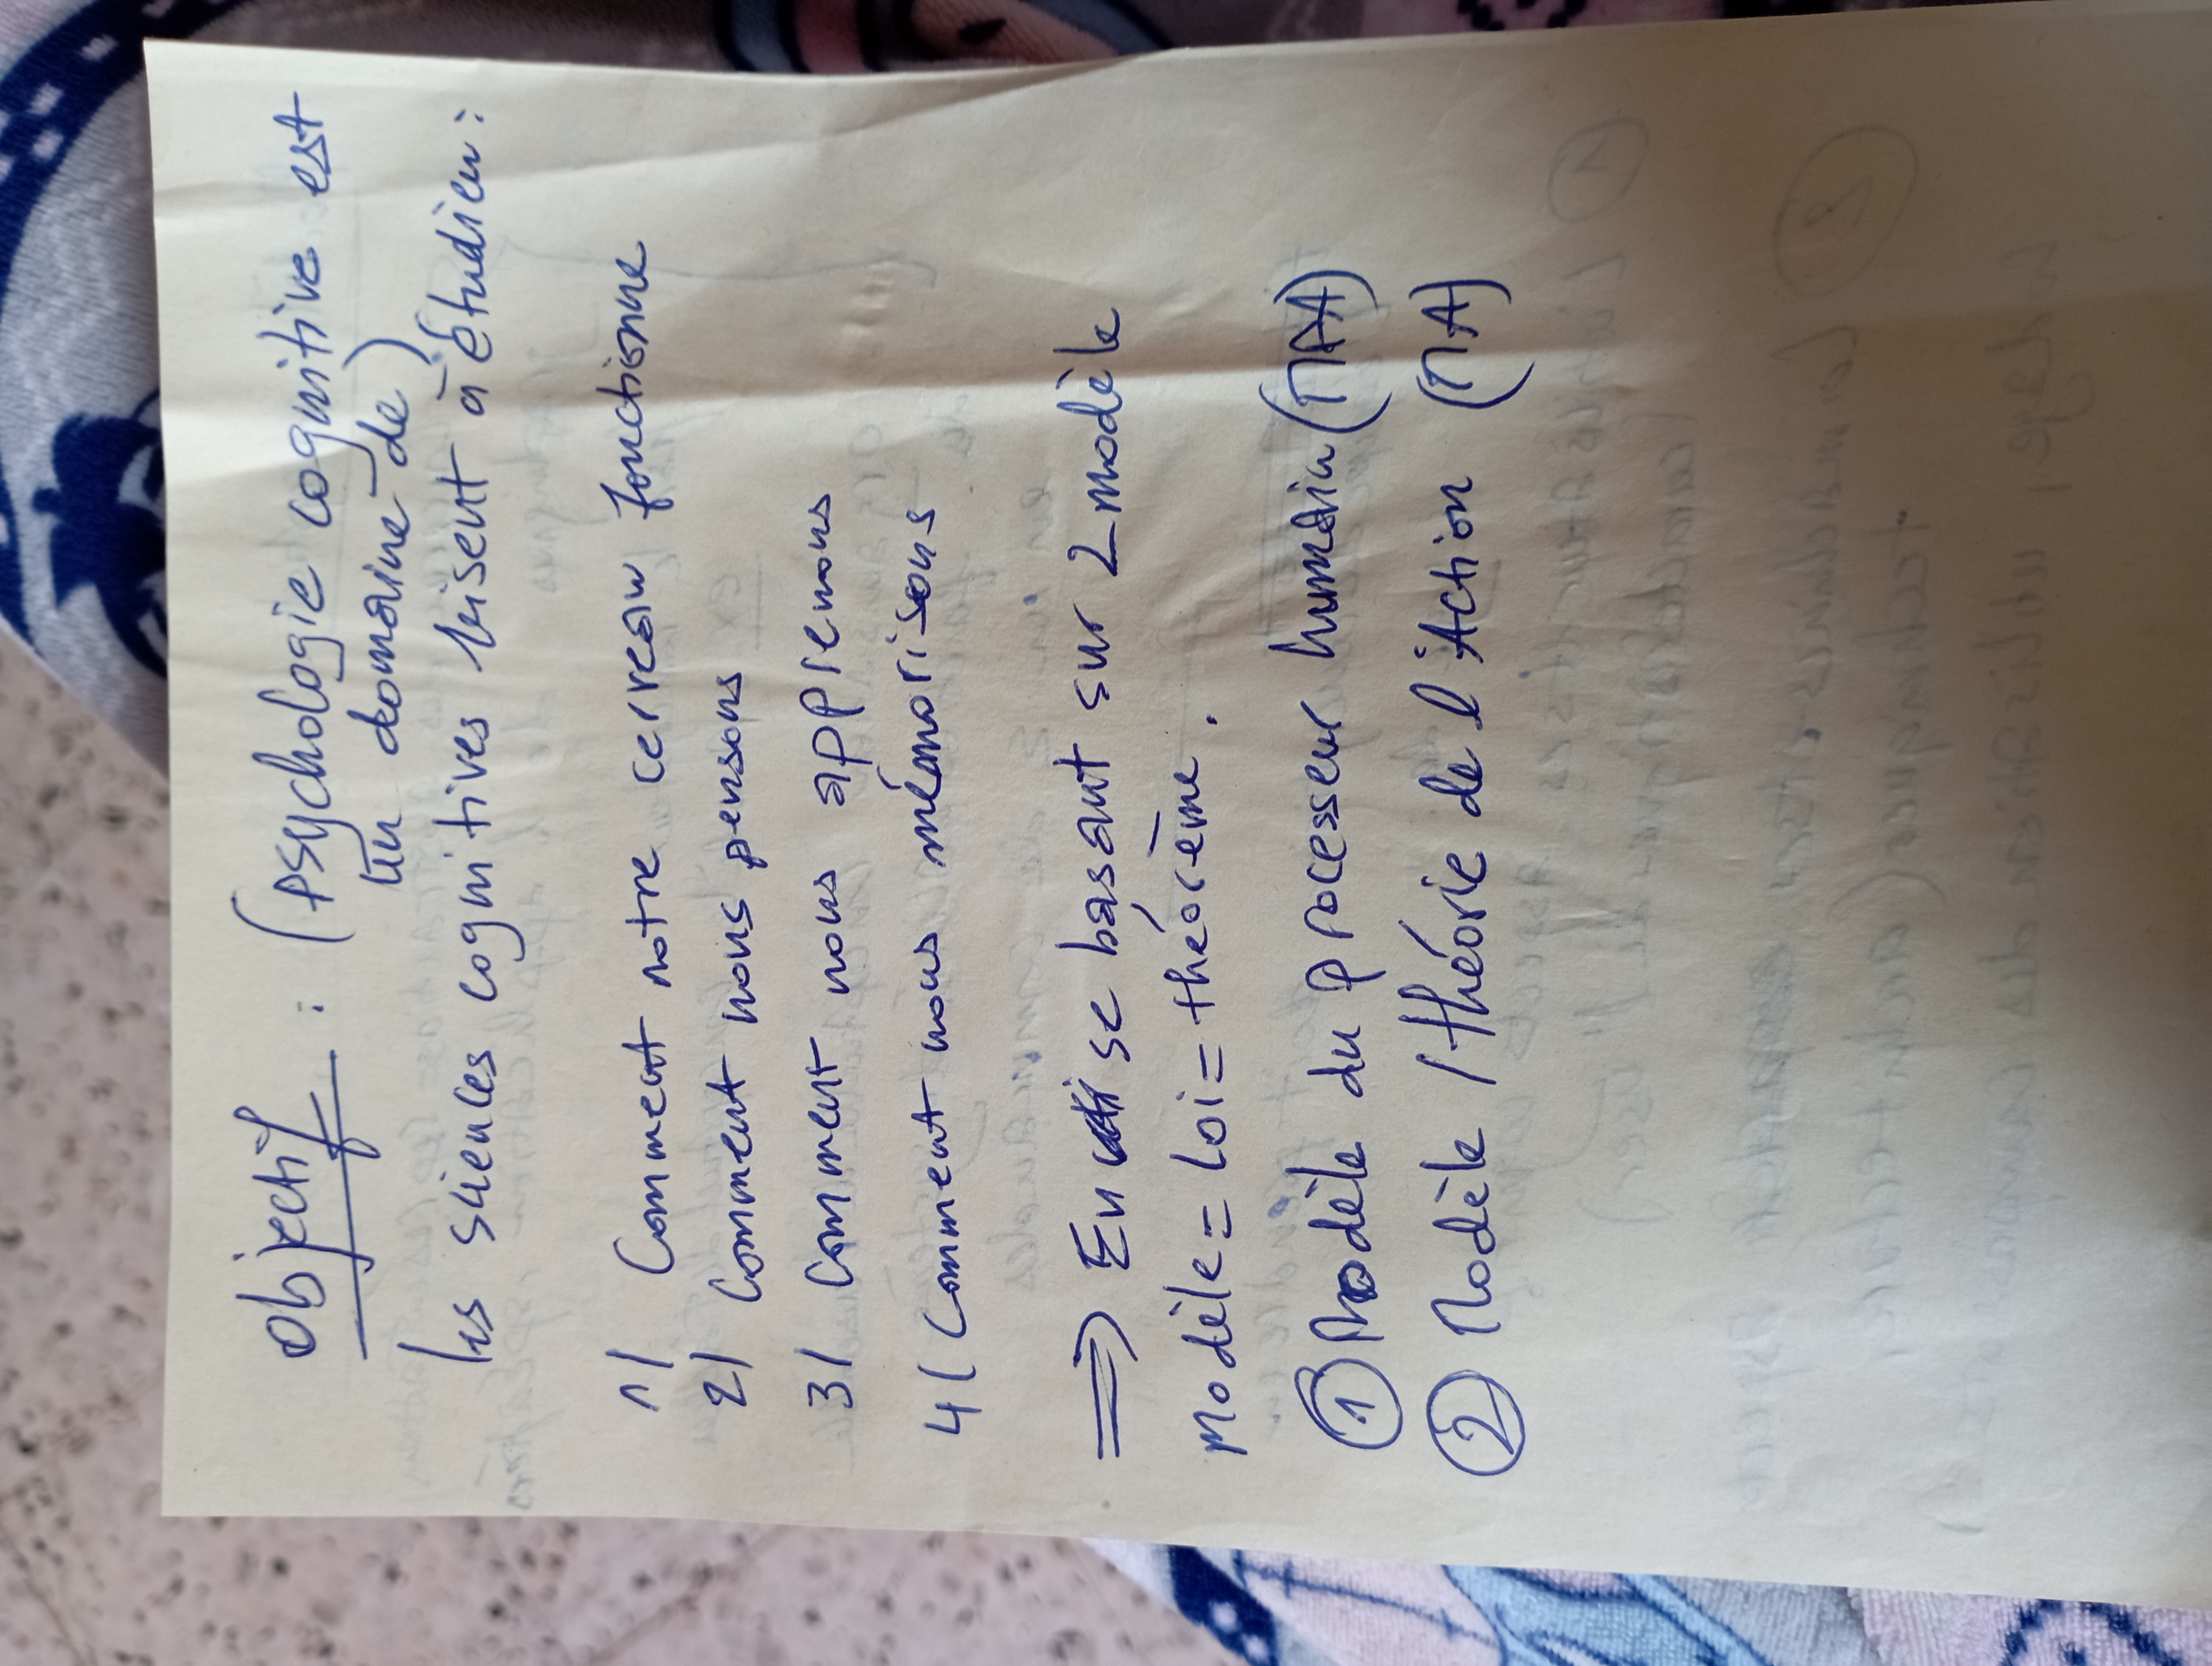 Objectif : (psychologie cognitive est
un domaine de)
les sciences cognitives visent à étudier :
1/ Comment notre cerveau fonctionne
2/ Comment nous pensons
3/ Comment nous apprenons
4/ Comment nous mémorisons
⇒ En se basant sur 2 modèle
Modèle = Loi = théorème.
① Modèle du processeur humain (MPA)
② Modèle / théorie de l'Action (MA)